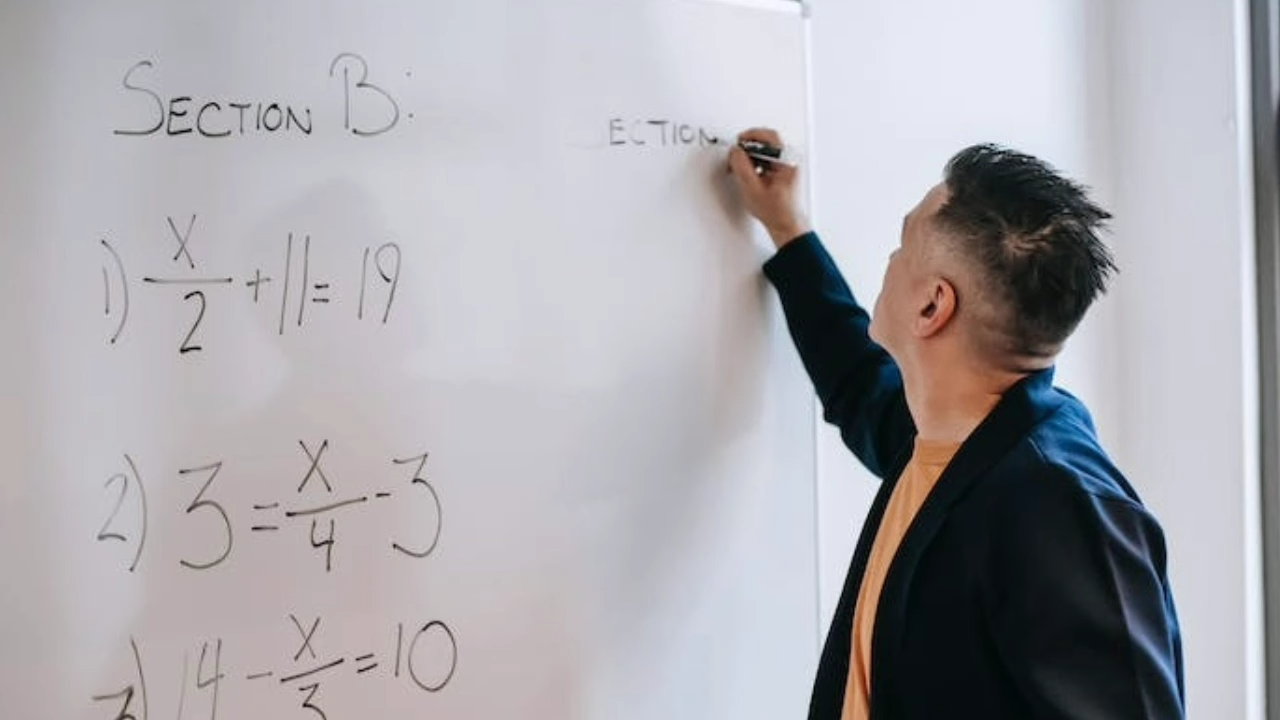 SECTION B:
ECTION
1) x/2 + 11 = 19
2) 3 = x/4 - 3
3) 14 - x/3 = 10